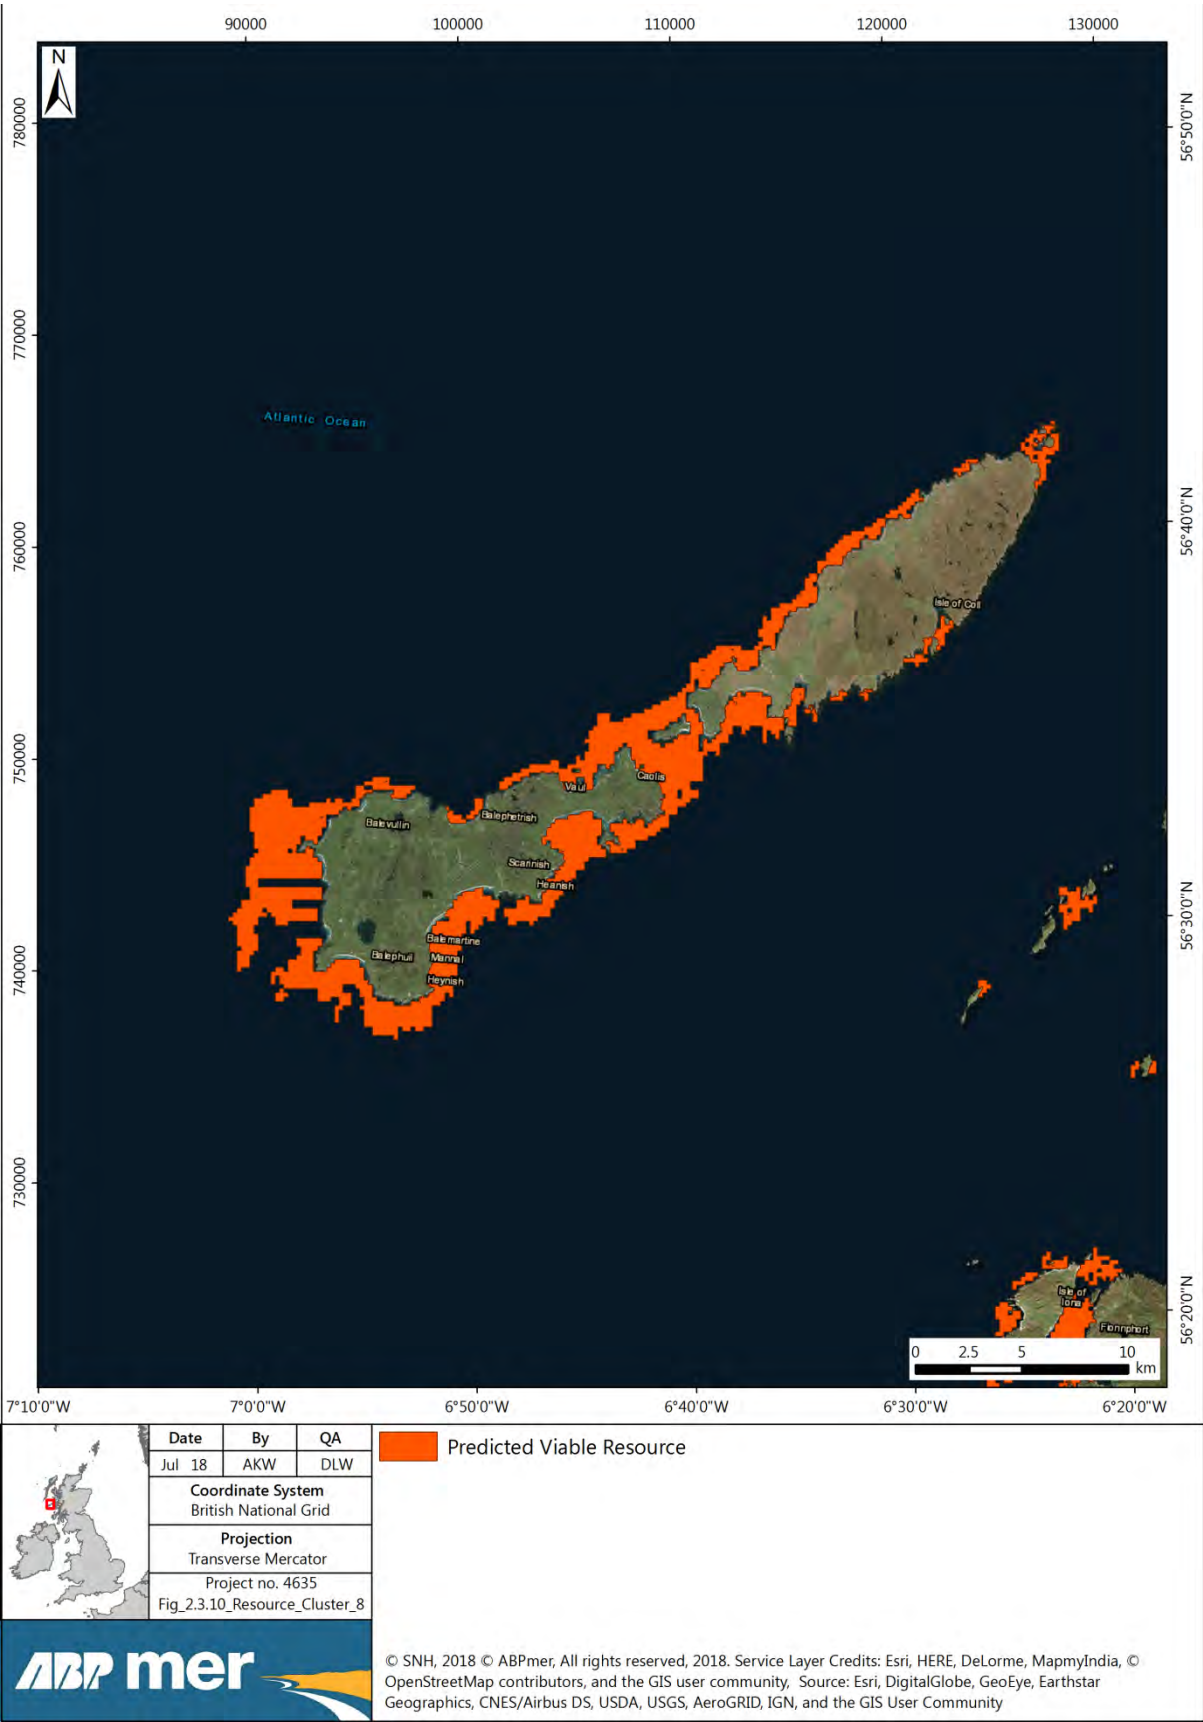 90000 100000 110000 120000 130000
N
780000
56°50'0"N
770000
Atlantic Ocean
56°40'0"N
760000
Isle of Coll
750000
Caolis
Vaul
Balephetrish
Balevullin
Scarinish
Heanish
56°30'0"N
Balemartine
Balephuil
Mannal
740000
Heynish
730000
Isle of
Iona
56°20'0"N
Fionnphort
0 2.5 5 10
km
7°10'0"W 7°0'0"W 6°50'0"W 6°40'0"W 6°30'0"W 6°20'0"W
Date By QA
Jul 18 AKW DLW
Coordinate System
British National Grid
Projection
Transverse Mercator
Project no. 4635
Fig_2.3.10_Resource_Cluster_8
Predicted Viable Resource
ABPmer
© SNH, 2018 © ABPmer, All rights reserved, 2018. Service Layer Credits: Esri, HERE, DeLorme, MapmyIndia, ©
OpenStreetMap contributors, and the GIS user community, Source: Esri, DigitalGlobe, GeoEye, Earthstar
Geographics, CNES/Airbus DS, USDA, USGS, AeroGRID, IGN, and the GIS User Community